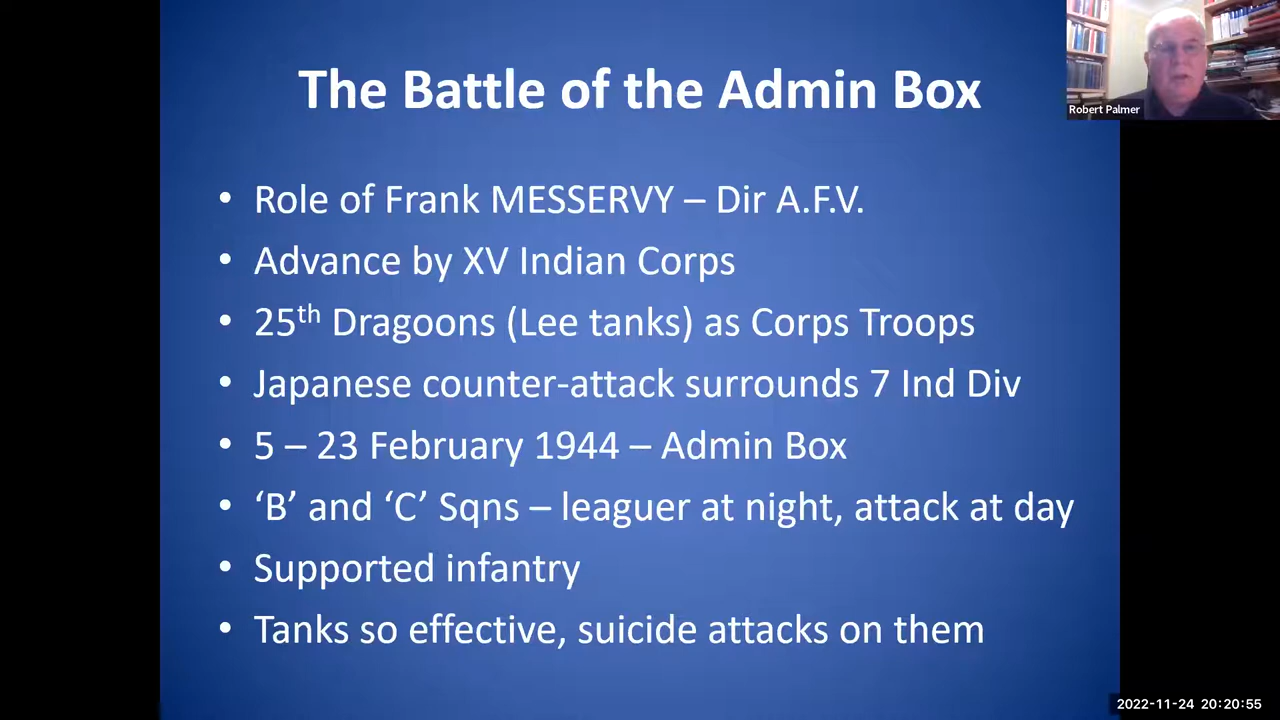 The Battle of the Admin Box
Robert Palmer
• Role of Frank MESSERVY – Dir A.F.V.
• Advance by XV Indian Corps
• 25th Dragoons (Lee tanks) as Corps Troops
• Japanese counter-attack surrounds 7 Ind Div
• 5 – 23 February 1944 – Admin Box
• ‘B’ and ‘C’ Sqns – leaguer at night, attack at day
• Supported infantry
• Tanks so effective, suicide attacks on them
2022-11-24 20:20:55